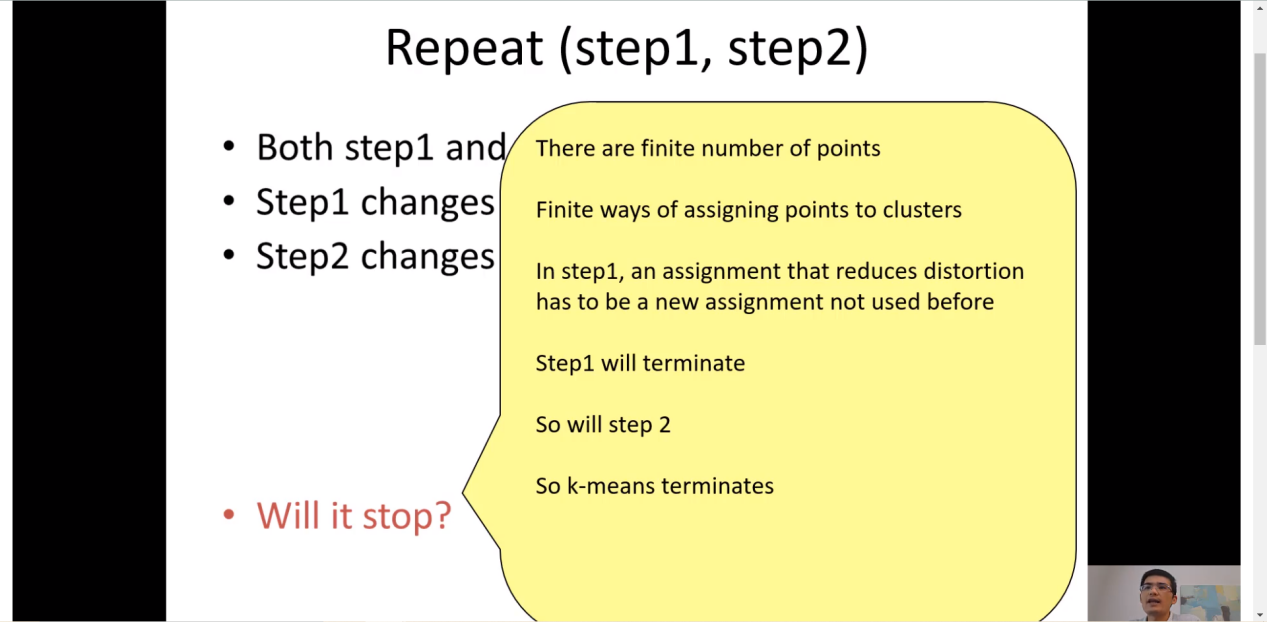 Repeat (step1, step2)
• Both step1 and
• Step1 changes
• Step2 changes
There are finite number of points
Finite ways of assigning points to clusters
In step1, an assignment that reduces distortion
has to be a new assignment not used before
Step1 will terminate
So will step 2
So k-means terminates
• Will it stop?